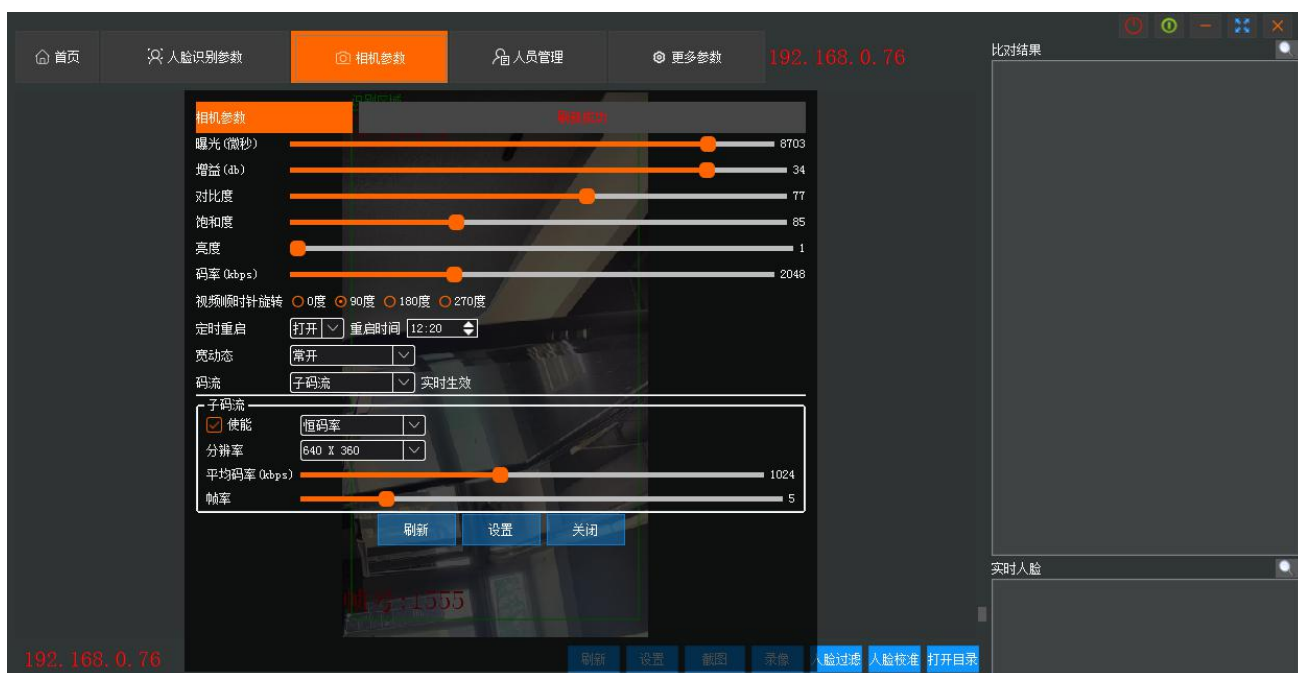 首页 人脸识别参数 相机参数 人员管理 更多参数 192.168.0.76
比对结果
识别区域
相机参数
曝光(微秒) 8703
增益(db) 34
对比度 77
饱和度 85
亮度 1
码率(kbps) 2048
视频顺时针旋转 0度 90度 180度 270度
定时重启 打开 重启时间 12:20
宽动态 常开
码流 子码流 实时生效
子码流
使能 恒码率
分辨率 640 X 360
平均码率(kbps) 1024
帧率 5
刷新 设置 关闭
实时人脸
帧号:1355
192.168.0.76 刷新 设置 截图 录像 人脸过滤 人脸校准 打开目录